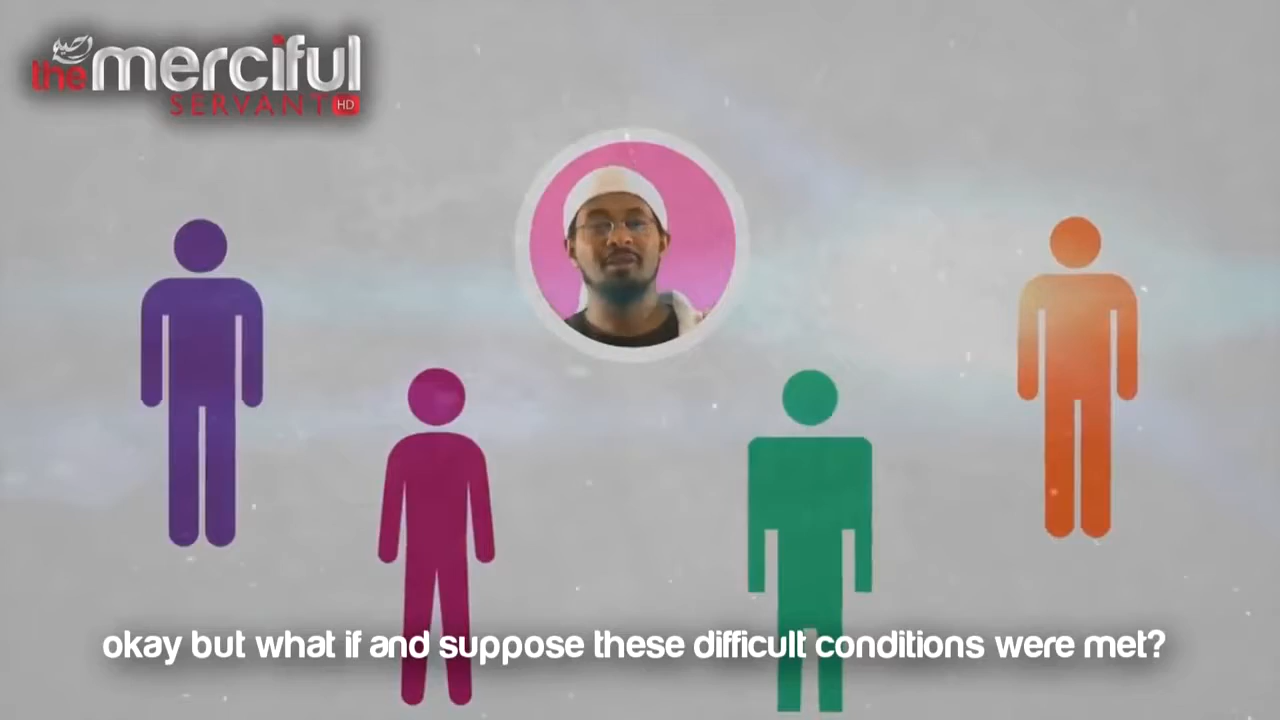 the merciful
SERVANT HD
okay but what if and suppose these difficult conditions were met?